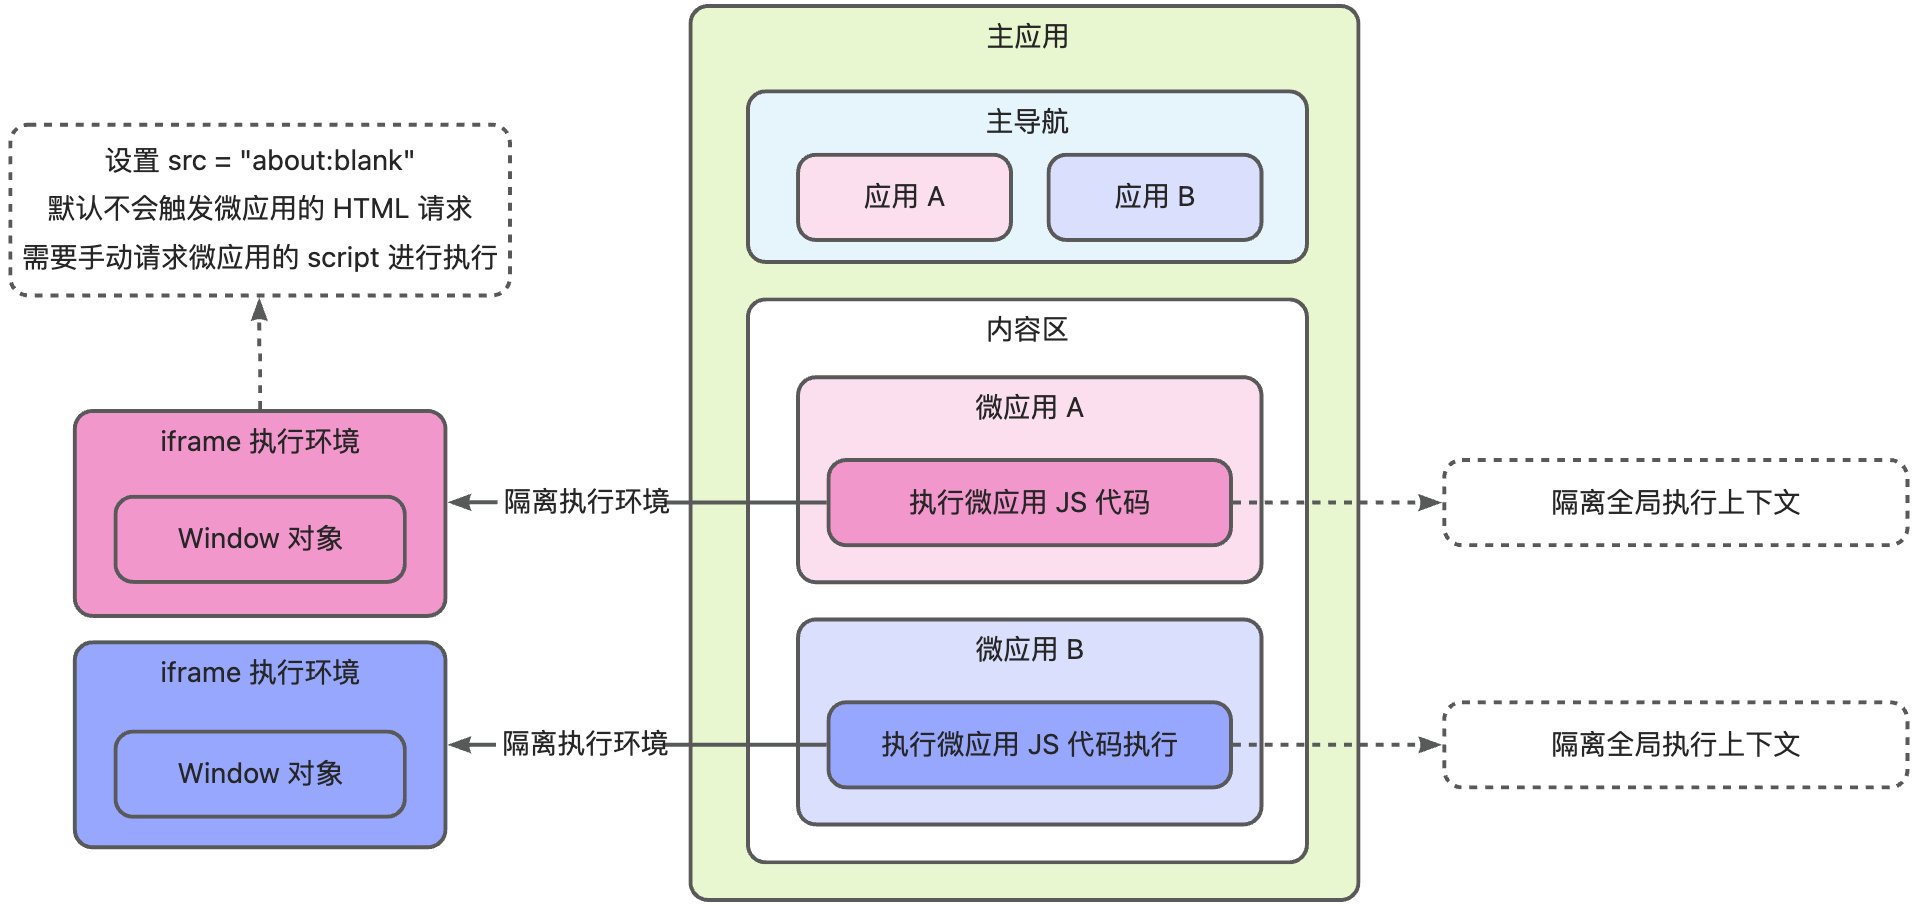 主应用
主导航
应用 A
应用 B
设置 src = "about:blank"
默认不会触发微应用的 HTML 请求
需要手动请求微应用的 script 进行执行
内容区
微应用 A
iframe 执行环境
Window 对象
隔离执行环境
执行微应用 JS 代码
隔离全局执行上下文
微应用 B
iframe 执行环境
Window 对象
隔离执行环境
执行微应用 JS 代码执行
隔离全局执行上下文